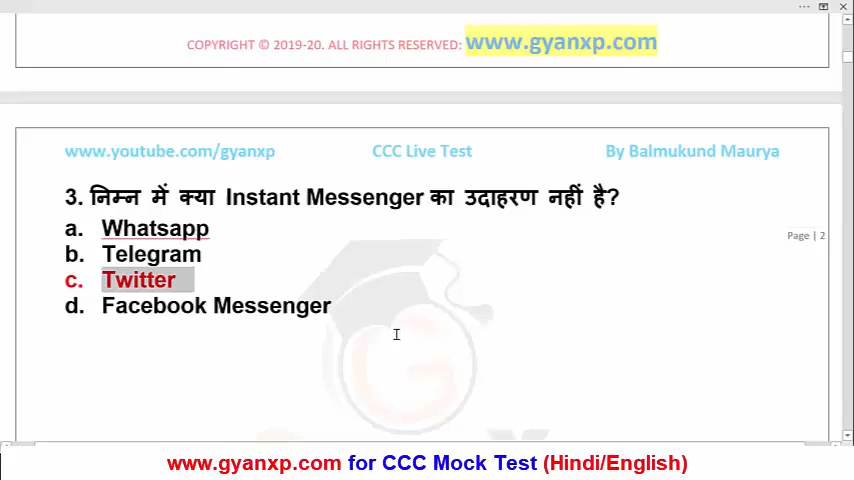 COPYRIGHT © 2019-20. ALL RIGHTS RESERVED: www.gyanxp.com
www.youtube.com/gyanxp CCC Live Test By Balmukund Maurya
3. निम्न में क्या Instant Messenger का उदाहरण नहीं है?
a. Whatsapp
Page | 2
b. Telegram
c. Twitter
d. Facebook Messenger
www.gyanxp.com for CCC Mock Test (Hindi/English)